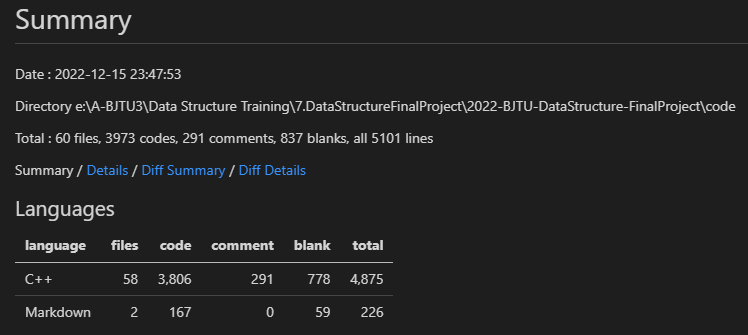 Summary
Date : 2022-12-15 23:47:53
Directory e:\A-BJTU3\Data Structure Training\7.DataStructureFinalProject\2022-BJTU-DataStructure-FinalProject\code
Total : 60 files, 3973 codes, 291 comments, 837 blanks, all 5101 lines
Summary / Details / Diff Summary / Diff Details
Languages
language files code comment blank total
C++ 58 3,806 291 778 4,875
Markdown 2 167 0 59 226